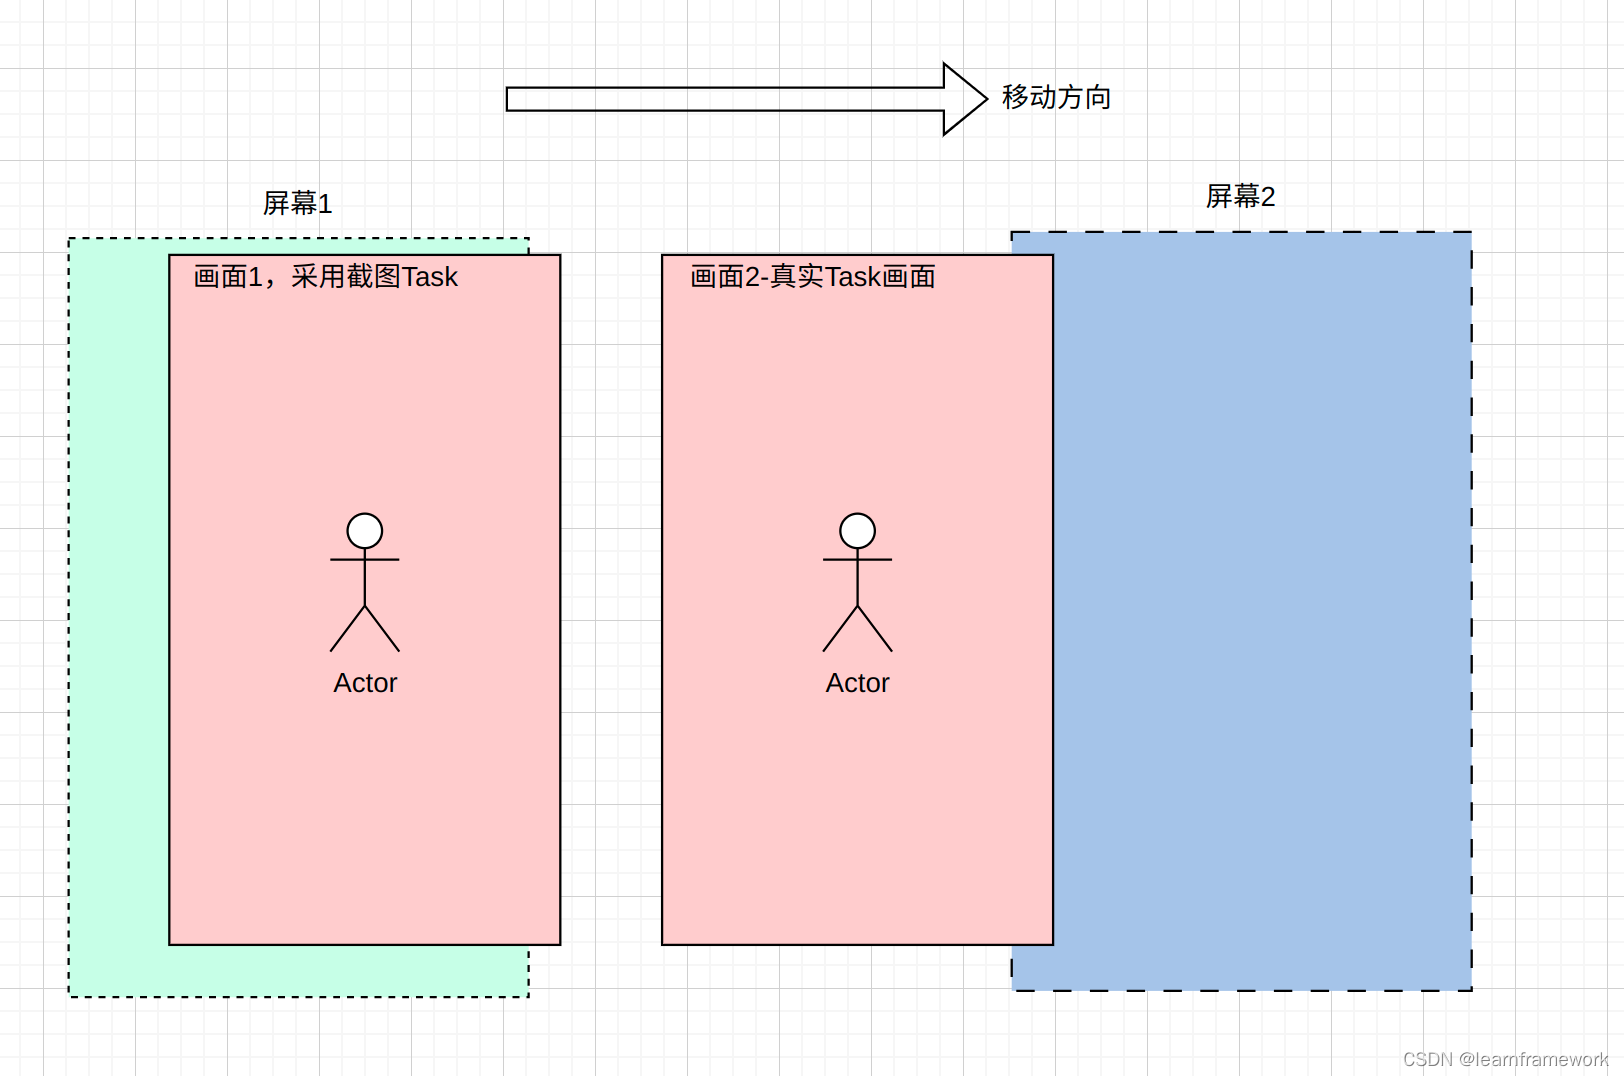 移动方向
屏幕1
屏幕2
画面1，采用截图Task
画面2-真实Task画面
Actor
Actor
CSDN @learnframework